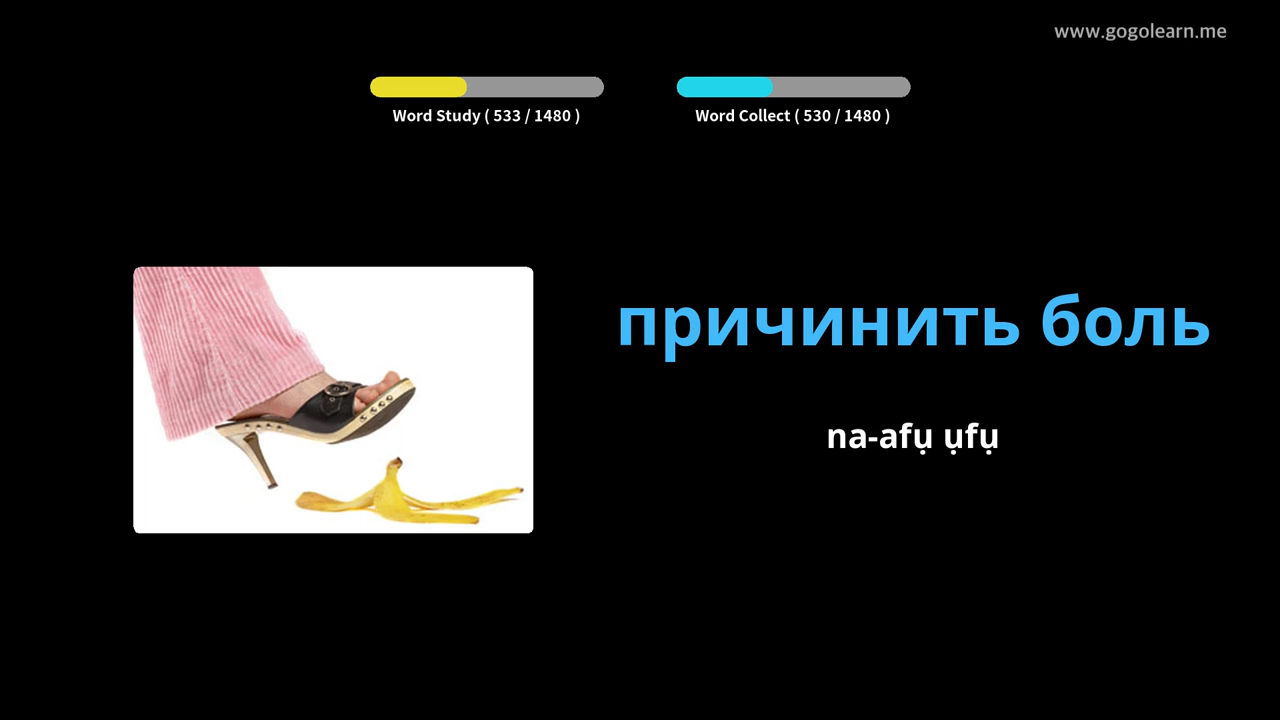 www.gogolearn.me
Word Study ( 533 / 1480 )
Word Collect ( 530 / 1480 )
причинить боль
na-afụ ụfụ